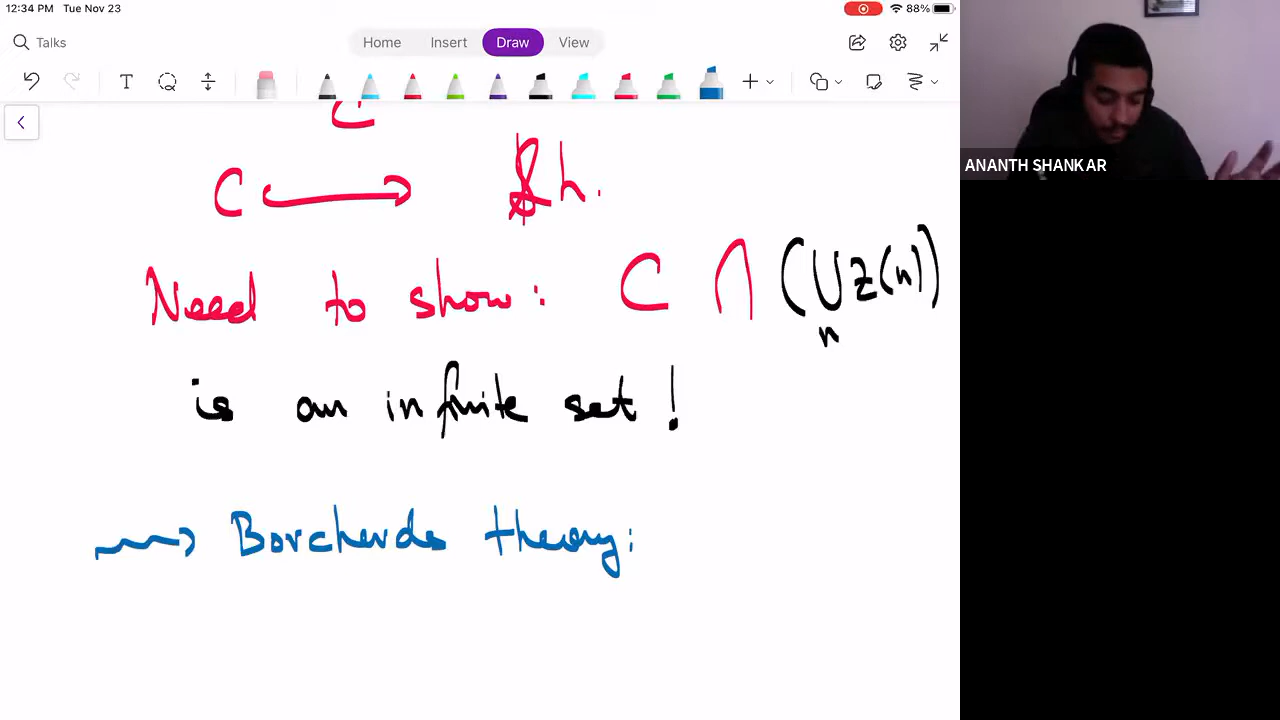 12:34 PM Tue Nov 23
88%
Talks
Home Insert Draw View
T
C
C → Sh.
Need to show: C ∩ (∪ Z(n))
n
is an infinite set!
⇝ Borcherds theory:
ANANTH SHANKAR